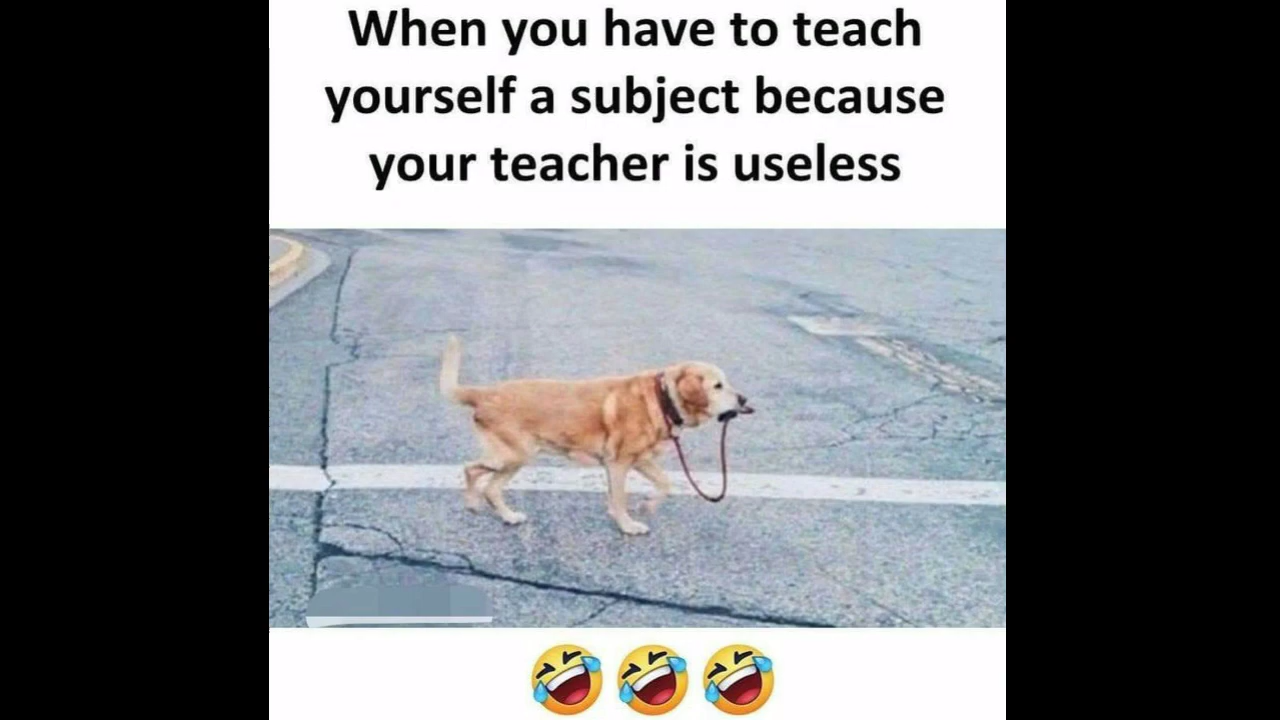 When you have to teach
yourself a subject because
your teacher is useless